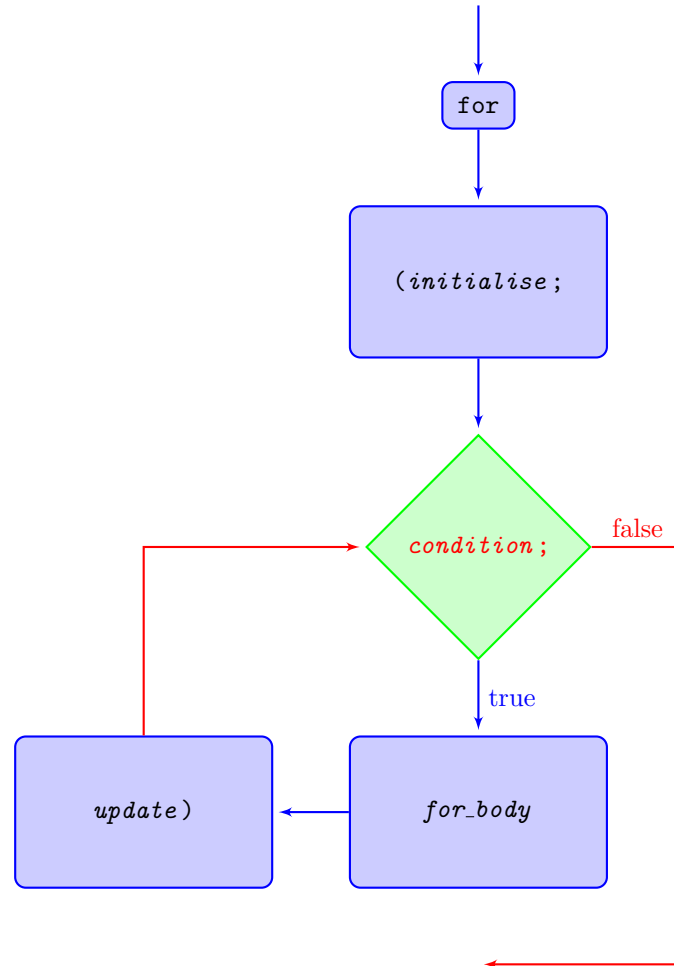 for
(initialise;
condition;
false
true
update)
for_body